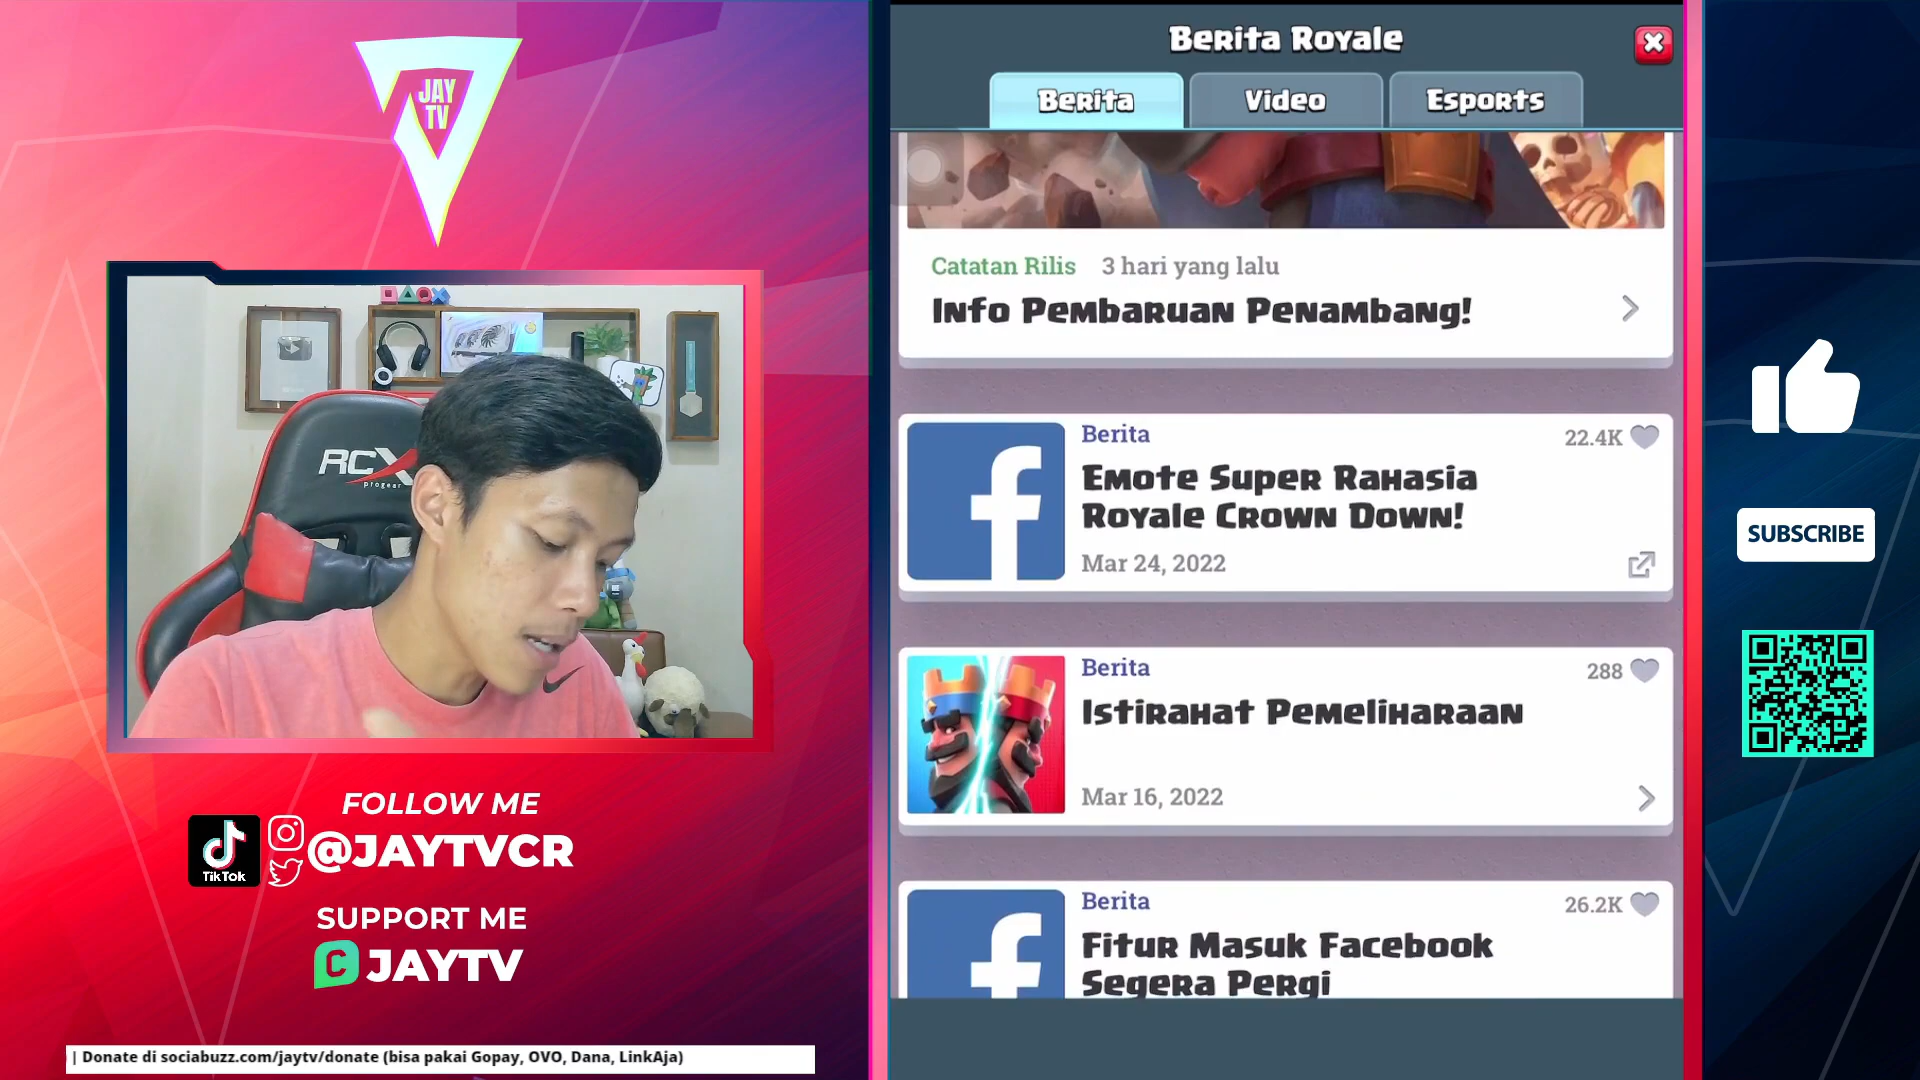 JAY
TV
RCX
progear
FOLLOW ME
TikTok
@JAYTVCR
SUPPORT ME
JAYTV
| Donate di sociabuzz.com/jaytv/donate (bisa pakai Gopay, OVO, Dana, LinkAja)
Berita Royale
Berita
Video
Esports
Catatan Rilis 3 hari yang lalu
Info Pembaruan Penambang!
Berita
22.4K
Emote Super Rahasia
Royale Crown Down!
Mar 24, 2022
Berita
288
Istirahat Pemeliharaan
Mar 16, 2022
Berita
26.2K
Fitur Masuk Facebook
Segera Pergi
SUBSCRIBE